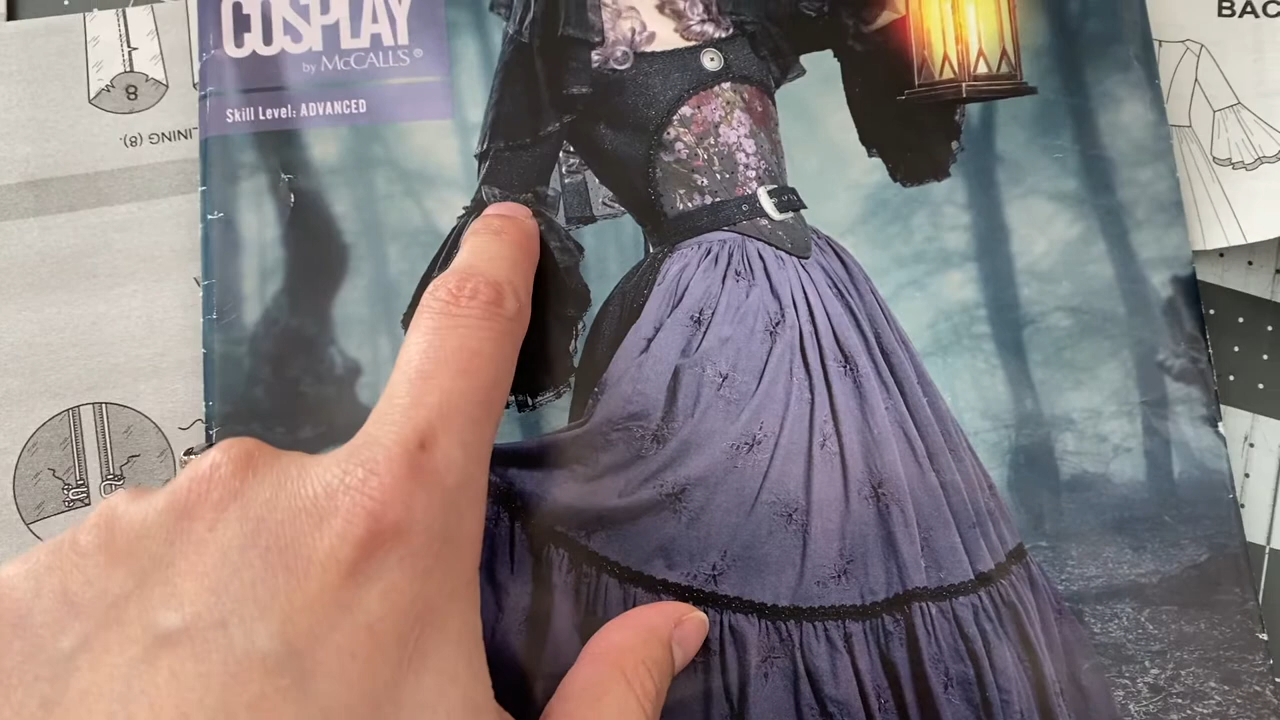 COSPLAY
by McCALL'S®
Skill Level: ADVANCED
BAC
LINING (8).
8